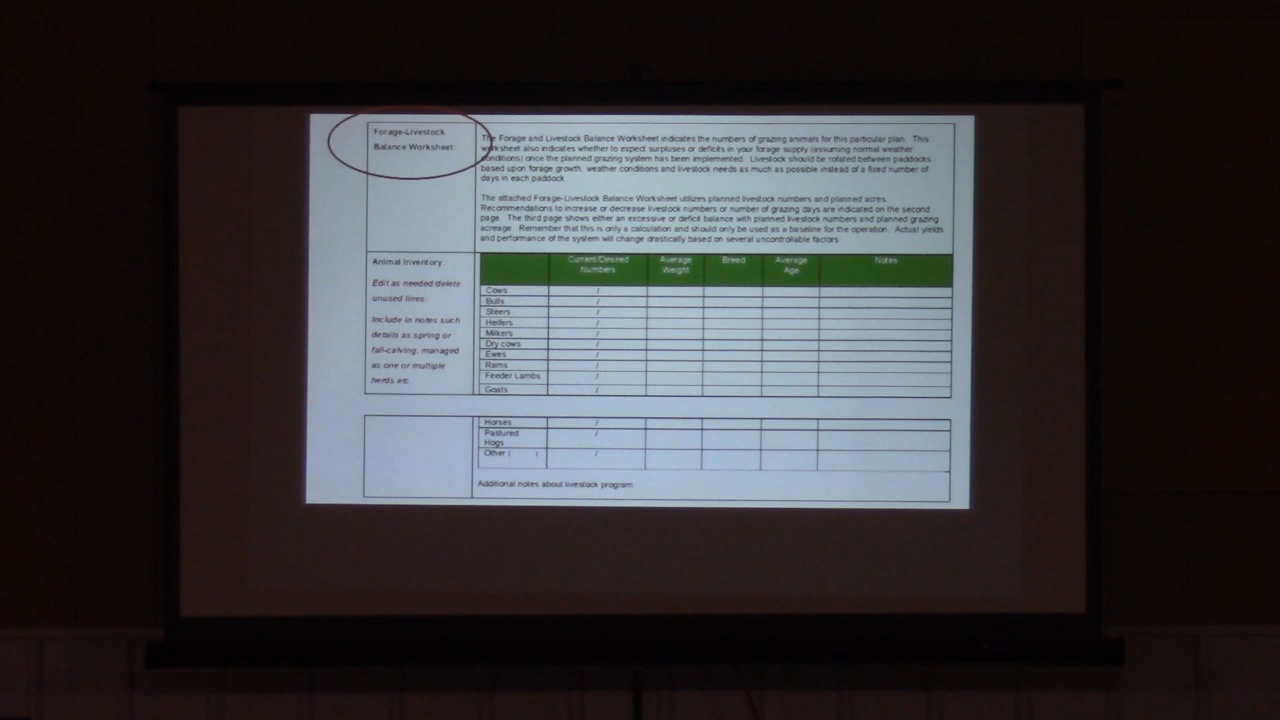 Forage-Livestock
Balance Worksheet:
The Forage and Livestock Balance Worksheet indicates the numbers of grazing animals for this particular plan. This
worksheet also indicates whether to expect surpluses or deficits in your forage supply (assuming normal weather
conditions) once the planned grazing system has been implemented. Livestock should be rotated between paddocks
based upon forage growth, weather conditions and livestock needs as much as possible instead of a fixed number of
days in each paddock.
The attached Forage-Livestock Balance Worksheet utilizes planned livestock numbers and planned acres.
Recommendations to increase or decrease livestock numbers or number of grazing days are indicated on the second
page. The third page shows either an excessive or deficit balance with planned livestock numbers and planned grazing
acreage. Remember that this is only a calculation and should only be used as a baseline for the operation. Actual yields
and performance of the system will change drastically based on several uncontrollable factors.
Animal Inventory
Edit as needed/delete
unused lines:
Include in notes such
details as spring or
fall-calving, managed
as one or multiple
herds etc.
Current/Desired Numbers Average Weight Breed Average Age Notes
Cows /
Bulls /
Steers /
Heifers /
Milkers /
Dry cows /
Ewes /
Rams /
Feeder Lambs /
Goats /
Horses /
Pastured /
Hogs
Other ( ) /
Additional notes about livestock program